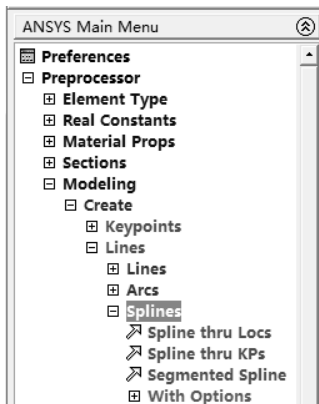 ANSYS Main Menu
Preferences
Preprocessor
Element Type
Real Constants
Material Props
Sections
Modeling
Create
Keypoints
Lines
Lines
Arcs
Splines
Spline thru Locs
Spline thru KPs
Segmented Spline
With Options